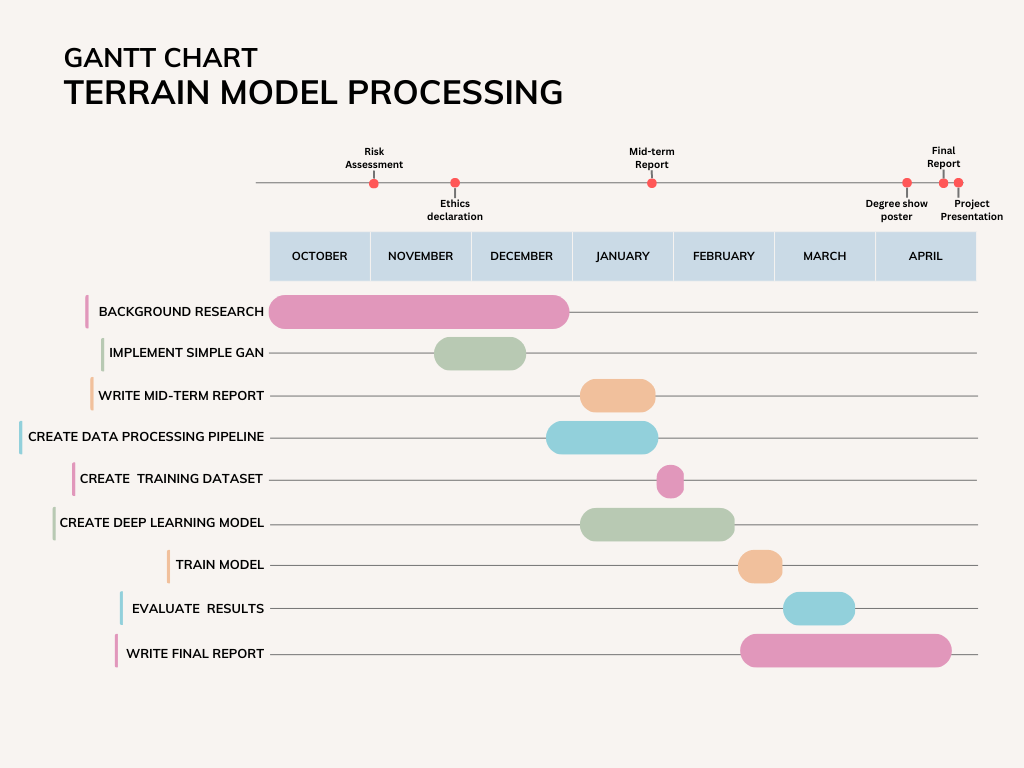 GANTT CHART
TERRAIN MODEL PROCESSING
Risk
Assessment
Mid-term
Report
Final
Report
Ethics
declaration
Degree show
poster
Project
Presentation
OCTOBER
NOVEMBER
DECEMBER
JANUARY
FEBRUARY
MARCH
APRIL
BACKGROUND RESEARCH
IMPLEMENT SIMPLE GAN
WRITE MID-TERM REPORT
CREATE DATA PROCESSING PIPELINE
CREATE  TRAINING DATASET
CREATE DEEP LEARNING MODEL
TRAIN MODEL
EVALUATE  RESULTS
WRITE FINAL REPORT